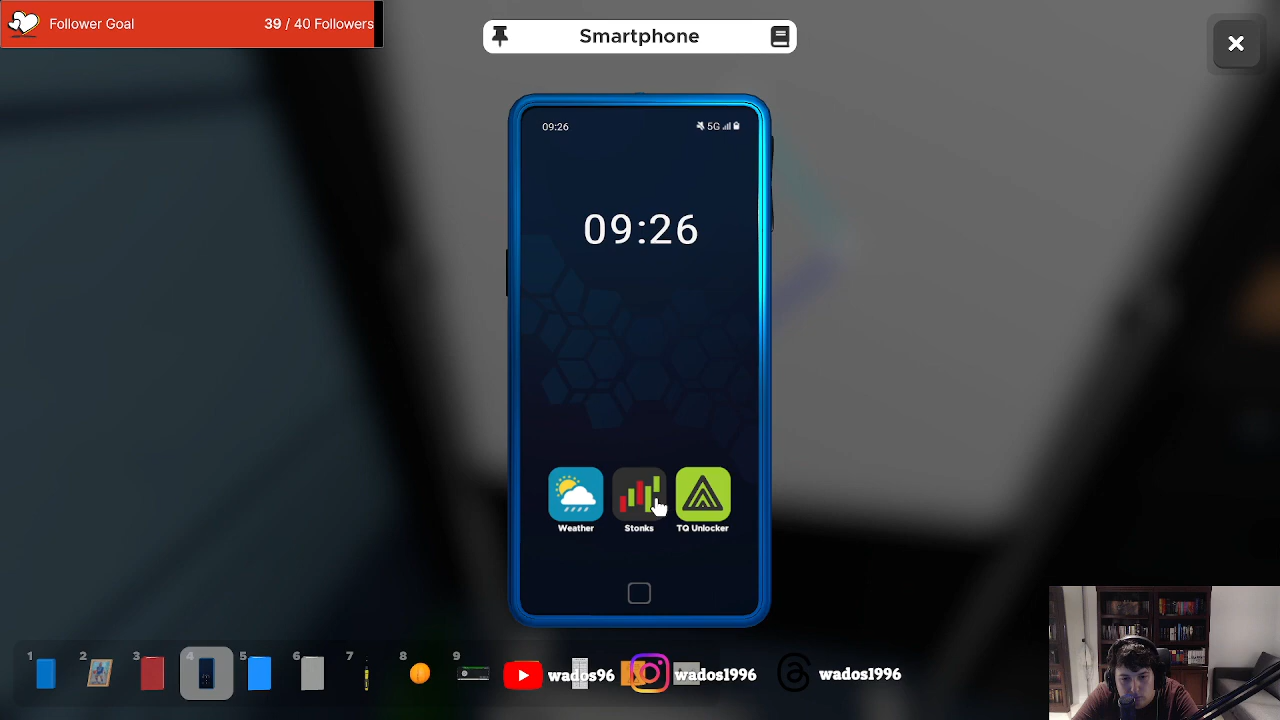 Follower Goal 39 / 40 Followers
Smartphone
09:26 5G
09:26
Weather Stonks TQ Unlocker
1 2 3 4 5 6 7 8 9
wados96 wados1996 wados1996